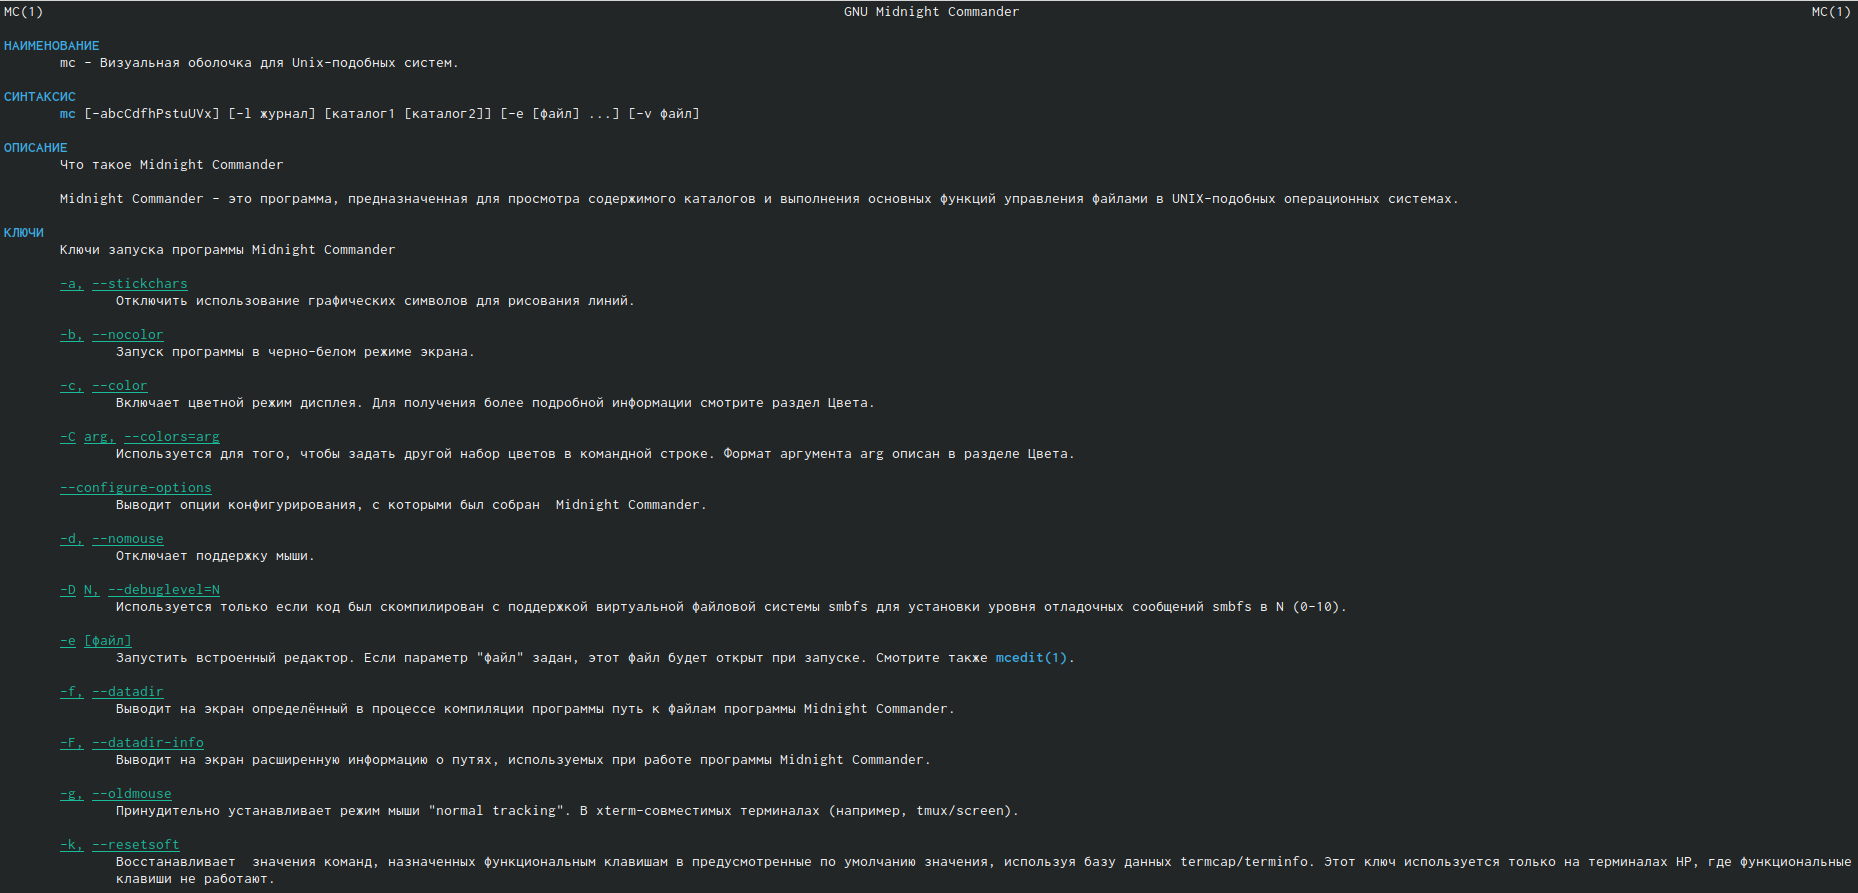 MC(1) GNU Midnight Commander MC(1)
НАИМЕНОВАНИЕ
mc - Визуальная оболочка для Unix-подобных систем.
СИНТАКСИС
mc [-abcCdfhPstuUVx] [-l журнал] [каталог1 [каталог2]] [-e [файл] ...] [-v файл]
ОПИСАНИЕ
Что такое Midnight Commander
Midnight Commander - это программа, предназначенная для просмотра содержимого каталогов и выполнения основных функций управления файлами в UNIX-подобных операционных системах.
КЛЮЧИ
Ключи запуска программы Midnight Commander
-a, --stickchars
Отключить использование графических символов для рисования линий.
-b, --nocolor
Запуск программы в черно-белом режиме экрана.
-c, --color
Включает цветной режим дисплея. Для получения более подробной информации смотрите раздел Цвета.
-C arg, --colors=arg
Используется для того, чтобы задать другой набор цветов в командной строке. Формат аргумента arg описан в разделе Цвета.
--configure-options
Выводит опции конфигурирования, с которыми был собран  Midnight Commander.
-d, --nomouse
Отключает поддержку мыши.
-D N, --debuglevel=N
Используется только если код был скомпилирован с поддержкой виртуальной файловой системы smbfs для установки уровня отладочных сообщений smbfs в N (0-10).
-e [файл]
Запустить встроенный редактор. Если параметр "файл" задан, этот файл будет открыт при запуске. Смотрите также mcedit(1).
-f, --datadir
Выводит на экран определённый в процессе компиляции программы путь к файлам программы Midnight Commander.
-F, --datadir-info
Выводит на экран расширенную информацию о путях, используемых при работе программы Midnight Commander.
-g, --oldmouse
Принудительно устанавливает режим мыши "normal tracking". В xterm-совместимых терминалах (например, tmux/screen).
-k, --resetsoft
Восстанавливает  значения команд, назначенных функциональным клавишам в предусмотренные по умолчанию значения, используя базу данных termcap/terminfo. Этот ключ используется только на терминалах HP, где функциональные
клавиши не работают.